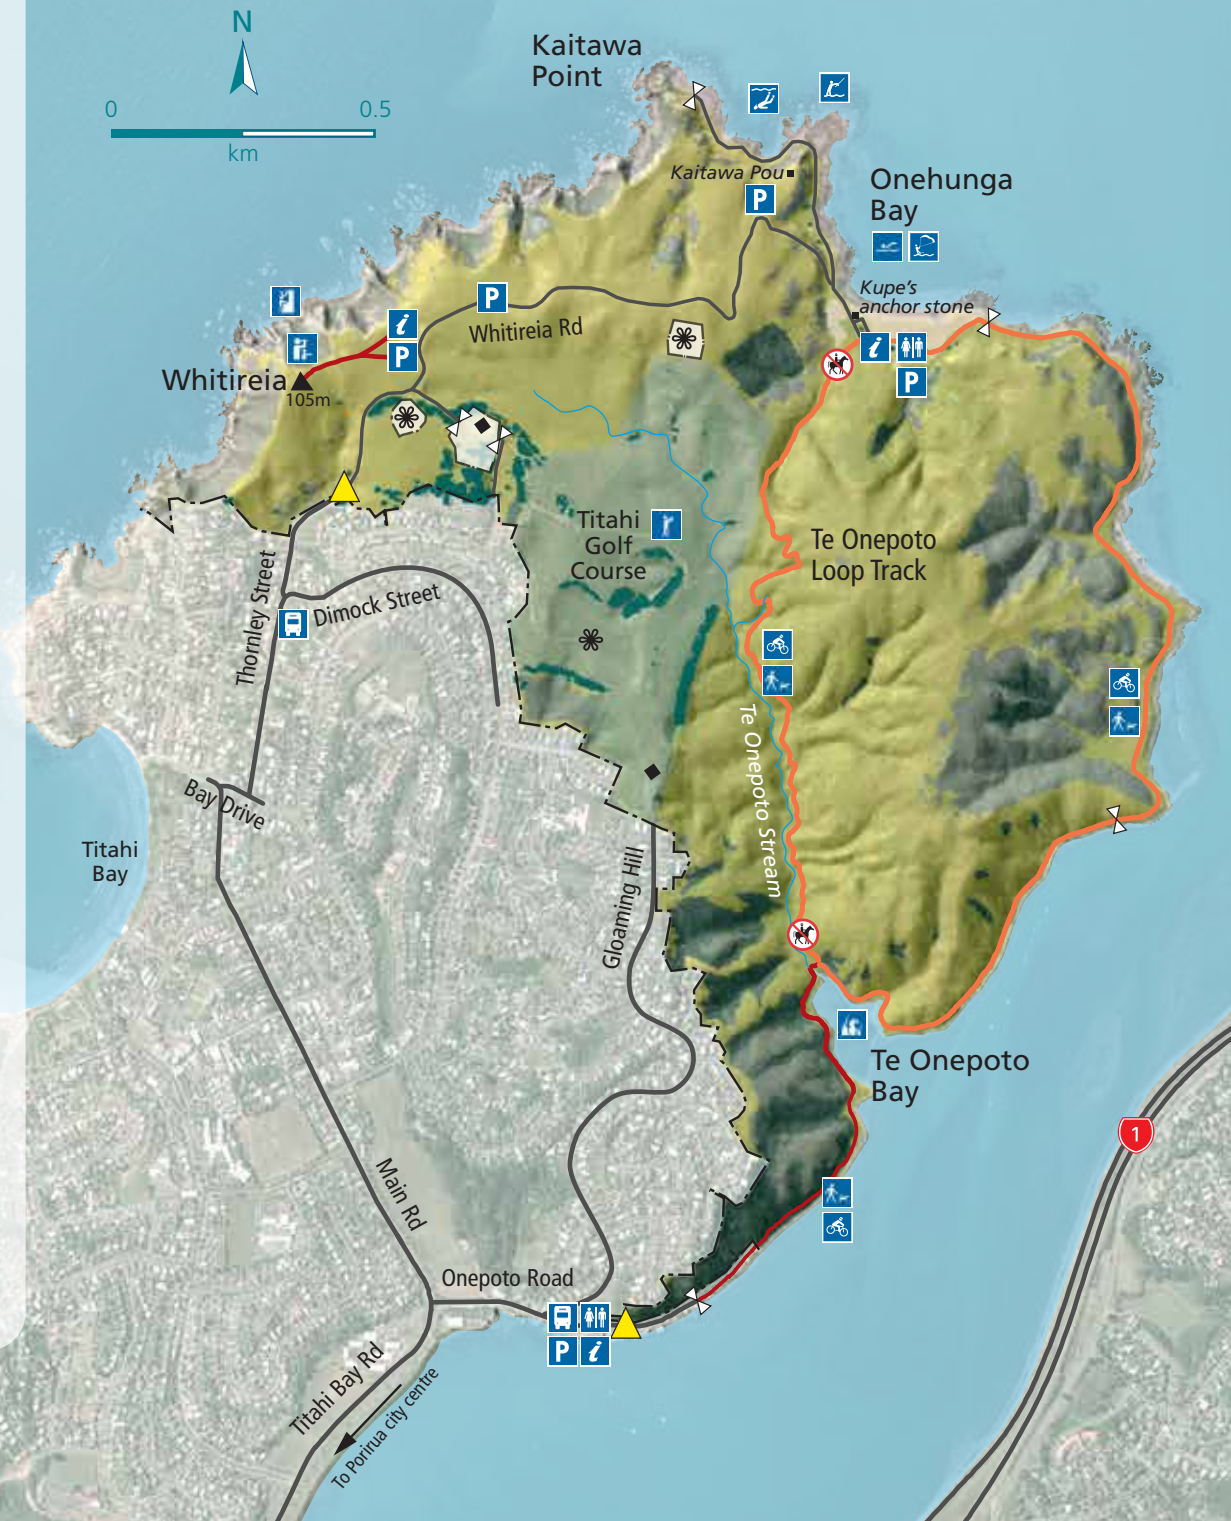 N
0
0.5
km
Kaitawa
Point
Kaitawa Pou
P
Onehunga
Bay
Kupe's
anchor stone
i
P
P
Whitireia Rd
i
P
Whitireia
105m
Titahi
Golf
Course
Te Onepoto
Loop Track
Thornley Street
Dimock Street
Te Onepoto Stream
Bay Drive
Titahi
Bay
Gloaming Hill
Te Onepoto
Bay
1
Main Rd
Onepoto Road
P
i
Titahi Bay Rd
To Porirua city centre